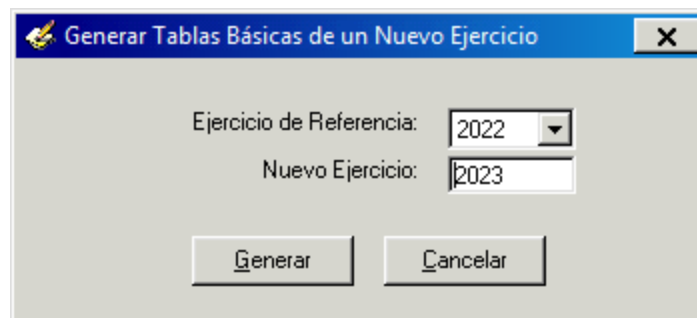 Generar Tablas Básicas de un Nuevo Ejercicio
Ejercicio de Referencia: 2022
Nuevo Ejercicio: 2023
Generar Cancelar